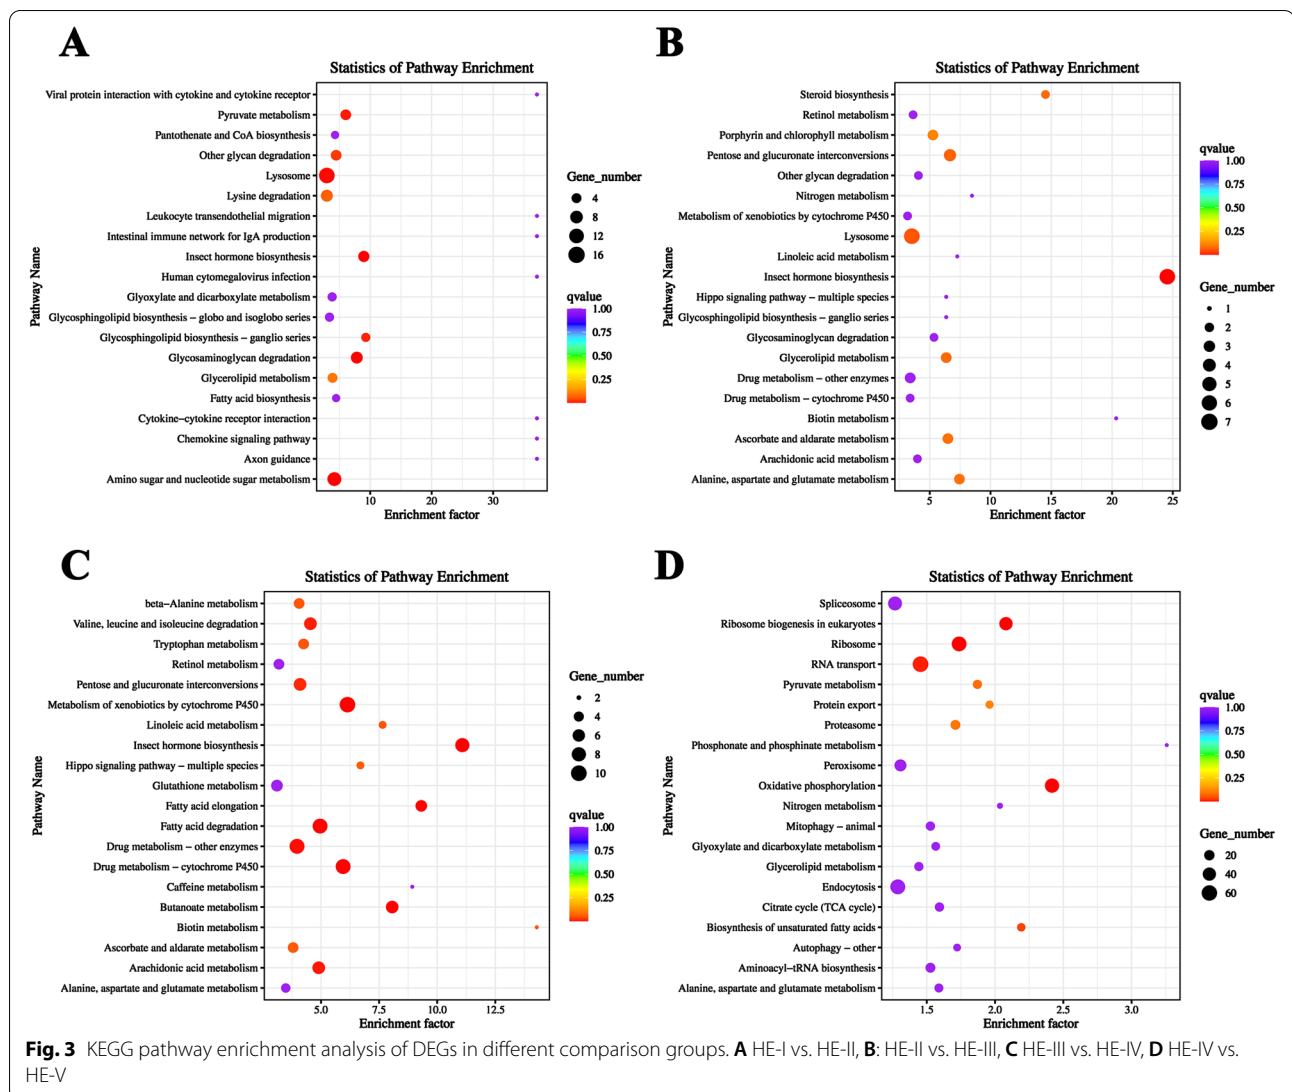 A
Statistics of Pathway Enrichment
Pathway Name
Viral protein interaction with cytokine and cytokine receptor
Pyruvate metabolism
Pantothenate and CoA biosynthesis
Other glycan degradation
Lysosome
Lysine degradation
Leukocyte transendothelial migration
Intestinal immune network for IgA production
Insect hormone biosynthesis
Human cytomegalovirus infection
Glyoxylate and dicarboxylate metabolism
Glycosphingolipid biosynthesis − globo and isoglobo series
Glycosphingolipid biosynthesis − ganglio series
Glycosaminoglycan degradation
Glycerolipid metabolism
Fatty acid biosynthesis
Cytokine−cytokine receptor interaction
Chemokine signaling pathway
Axon guidance
Amino sugar and nucleotide sugar metabolism
10 20 30
Enrichment factor
Gene_number
4
8
12
16
qvalue
1.00
0.75
0.50
0.25
B
Statistics of Pathway Enrichment
Pathway Name
Steroid biosynthesis
Retinol metabolism
Porphyrin and chlorophyll metabolism
Pentose and glucuronate interconversions
Other glycan degradation
Nitrogen metabolism
Metabolism of xenobiotics by cytochrome P450
Lysosome
Linoleic acid metabolism
Insect hormone biosynthesis
Hippo signaling pathway − multiple species
Glycosphingolipid biosynthesis − ganglio series
Glycosaminoglycan degradation
Glycerolipid metabolism
Drug metabolism − other enzymes
Drug metabolism − cytochrome P450
Biotin metabolism
Ascorbate and aldarate metabolism
Arachidonic acid metabolism
Alanine, aspartate and glutamate metabolism
5 10 15 20 25
Enrichment factor
qvalue
1.00
0.75
0.50
0.25
Gene_number
1
2
3
4
5
6
7
C
Statistics of Pathway Enrichment
Pathway Name
beta−Alanine metabolism
Valine, leucine and isoleucine degradation
Tryptophan metabolism
Retinol metabolism
Pentose and glucuronate interconversions
Metabolism of xenobiotics by cytochrome P450
Linoleic acid metabolism
Insect hormone biosynthesis
Hippo signaling pathway − multiple species
Glutathione metabolism
Fatty acid elongation
Fatty acid degradation
Drug metabolism − other enzymes
Drug metabolism − cytochrome P450
Caffeine metabolism
Butanoate metabolism
Biotin metabolism
Ascorbate and aldarate metabolism
Arachidonic acid metabolism
Alanine, aspartate and glutamate metabolism
5.0 7.5 10.0 12.5
Enrichment factor
Gene_number
2
4
6
8
10
qvalue
1.00
0.75
0.50
0.25
D
Statistics of Pathway Enrichment
Pathway Name
Spliceosome
Ribosome biogenesis in eukaryotes
Ribosome
RNA transport
Pyruvate metabolism
Protein export
Proteasome
Phosphonate and phosphinate metabolism
Peroxisome
Oxidative phosphorylation
Nitrogen metabolism
Mitophagy − animal
Glyoxylate and dicarboxylate metabolism
Glycerolipid metabolism
Endocytosis
Citrate cycle (TCA cycle)
Biosynthesis of unsaturated fatty acids
Autophagy − other
Aminoacyl−tRNA biosynthesis
Alanine, aspartate and glutamate metabolism
1.5 2.0 2.5 3.0
Enrichment factor
qvalue
1.00
0.75
0.50
0.25
Gene_number
20
40
60
Fig. 3 KEGG pathway enrichment analysis of DEGs in different comparison groups. A HE-I vs. HE-II, B: HE-II vs. HE-III, C HE-III vs. HE-IV, D HE-IV vs.
HE-V